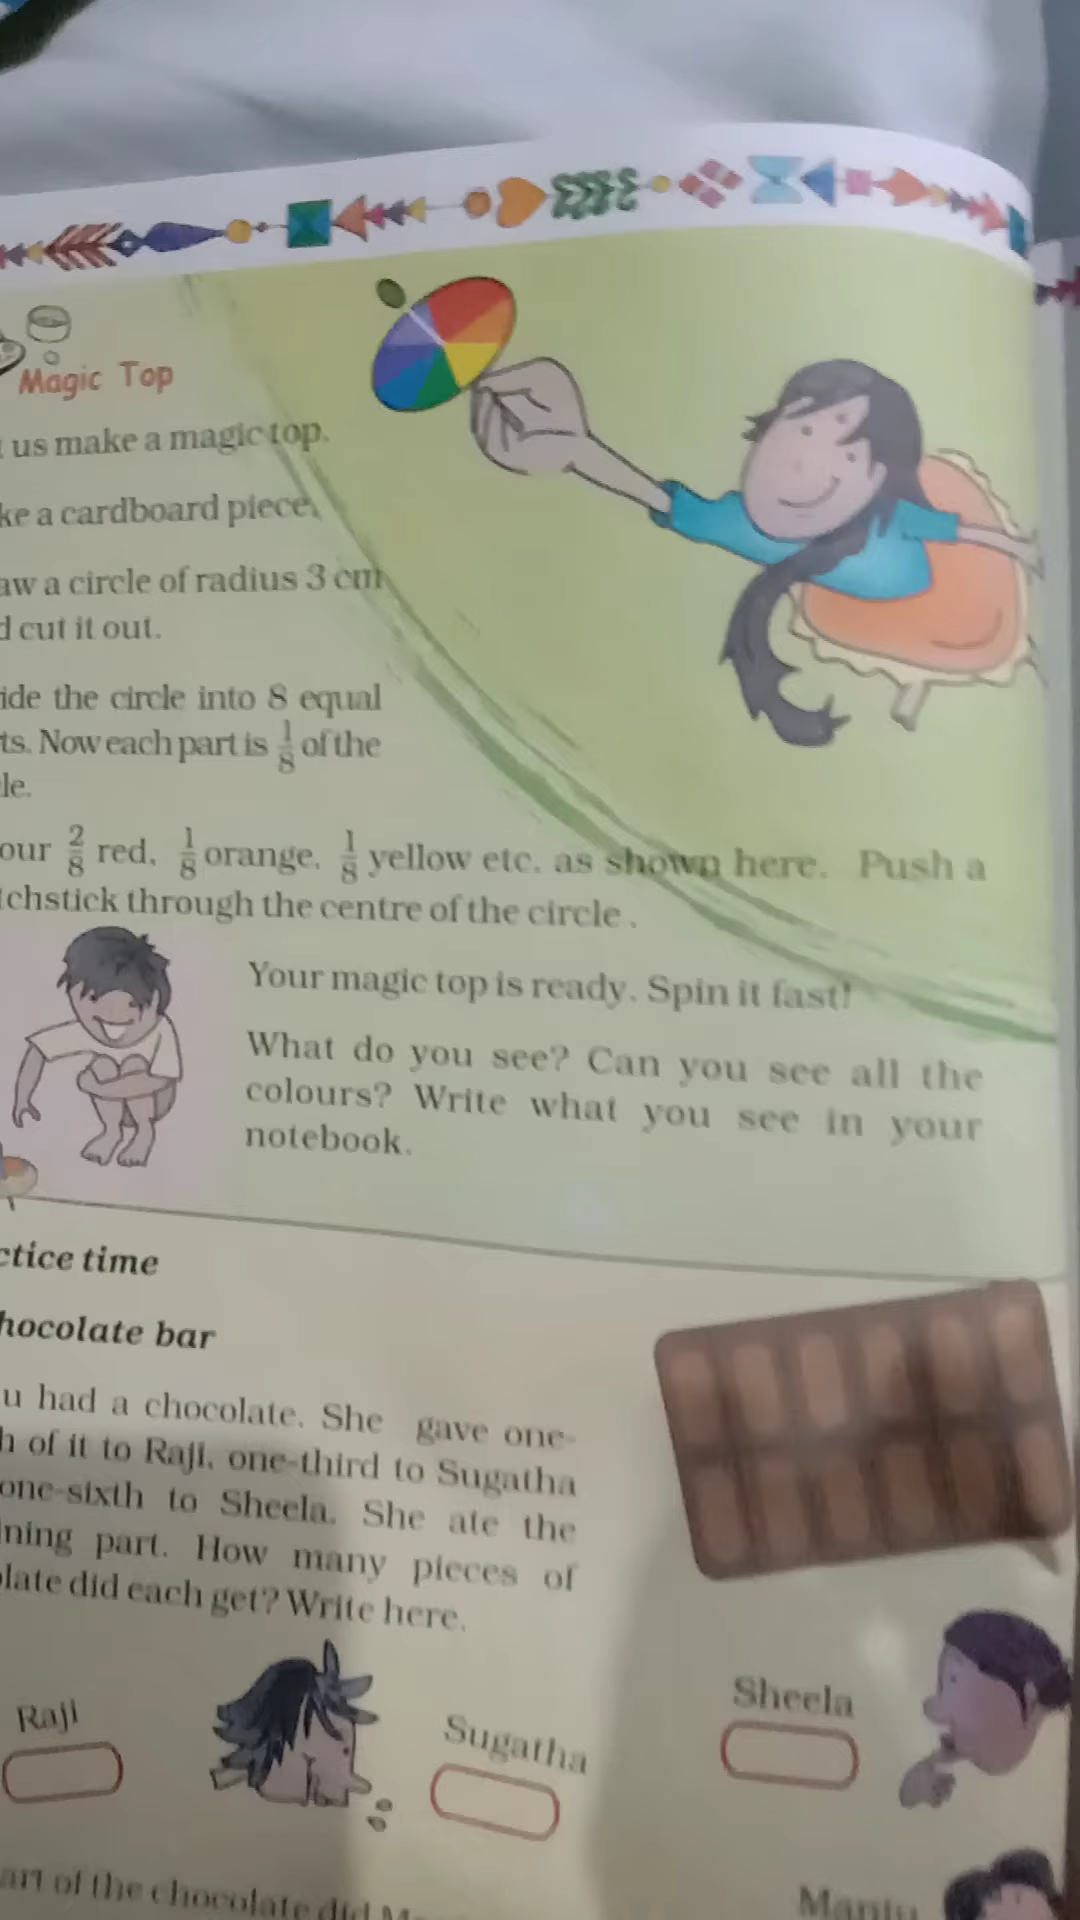 Magic Top
us make a magic top.
ke a cardboard piece.
aw a circle of radius 3 cm
d cut it out.
ide the circle into 8 equal
ts. Now each part is 1/8 of the
le.
our 2/8 red, 1/8 orange, 1/8 yellow etc. as shown here. Push a
tchstick through the centre of the circle.
Your magic top is ready. Spin it fast!
What do you see? Can you see all the
colours? Write what you see in your
notebook.
ctice time
hocolate bar
u had a chocolate. She gave one-
h of it to Raji, one-third to Sugatha
one-sixth to Sheela. She ate the
ning part. How many pieces of
late did each get? Write here.
Raji
Sugatha
Sheela
art of the chocolate did
Manju